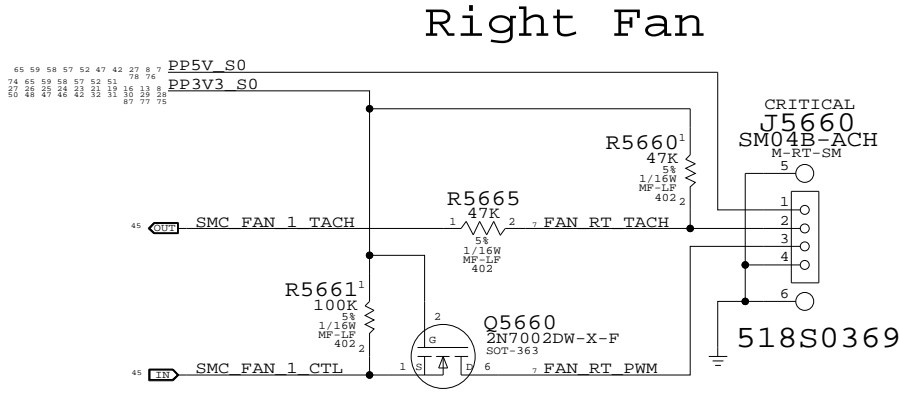 Right Fan
65 59 58 57 52 47 42 27 8 7
78 76
PP5V_S0
74 65 59 58 57 52 51
27 26 25 24 23 21 19 16 13 8
50 48 47 46 42 32 31 30 29 28
87 77 75
PP3V3_S0
CRITICAL
J5660
SM04B-ACH
M-RT-SM
5
R5660
1
47K
5%
1/16W
MF-LF
402
2
R5665
47K
1
2
5%
1/16W
MF-LF
402
45
OUT
SMC_FAN_1_TACH
7
FAN_RT_TACH
1
2
3
4
6
518S0369
R5661
1
100K
5%
1/16W
MF-LF
402
2
Q5660
2N7002DW-X-F
SOT-363
2
G
1
S
D
6
45
IN
SMC_FAN_1_CTL
7
FAN_RT_PWM